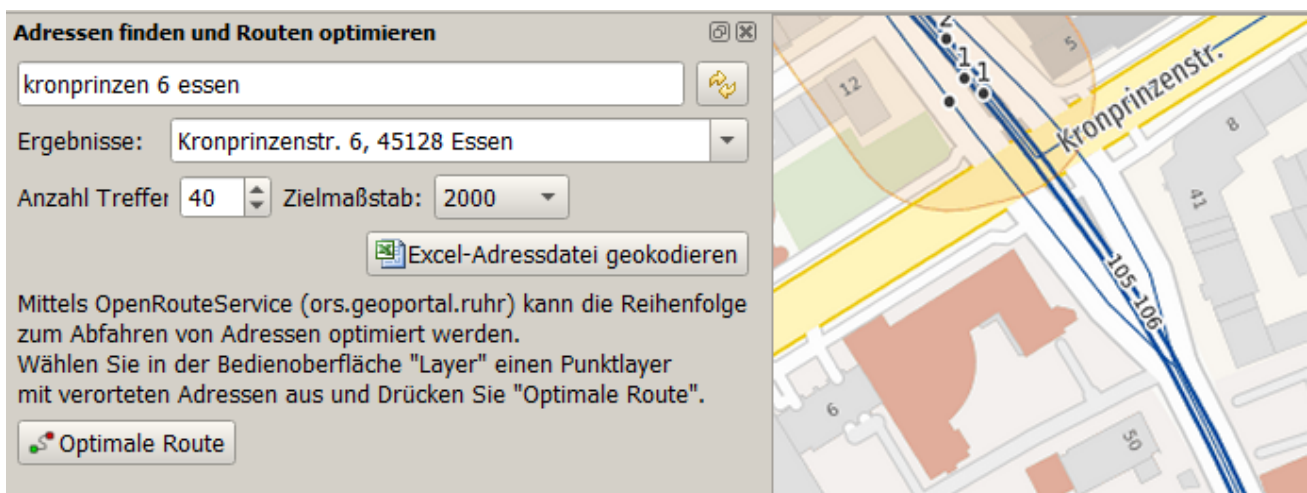 Adressen finden und Routen optimieren
kronprinzen 6 essen
Ergebnisse: Kronprinzenstr. 6, 45128 Essen
Anzahl Treffer 40 Zielmaßstab: 2000
Excel-Adressdatei geokodieren
Mittels OpenRouteService (ors.geoportal.ruhr) kann die Reihenfolge
zum Abfahren von Adressen optimiert werden.
Wählen Sie in der Bedienoberfläche "Layer" einen Punktlayer
mit verorteten Adressen aus und Drücken Sie "Optimale Route".
Optimale Route
2
1 1
5
12
Kronprinzenstr.
8
41
105-106
6
50